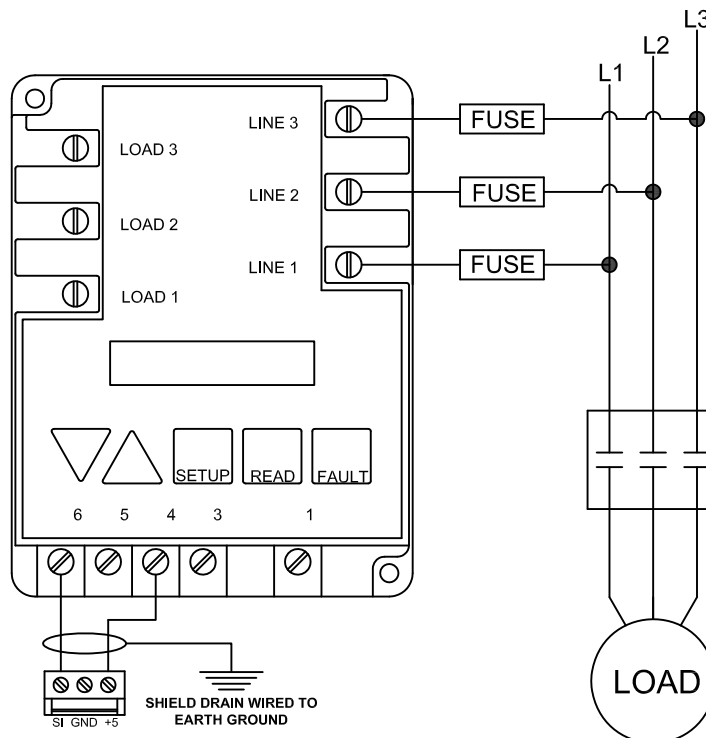 L3
L2
L1
LINE 3 FUSE
LOAD 3
LINE 2 FUSE
LOAD 2
LINE 1 FUSE
LOAD 1
SETUP READ FAULT
6 5 4 3 1
LOAD
SHIELD DRAIN WIRED TO
EARTH GROUND
SI GND +5